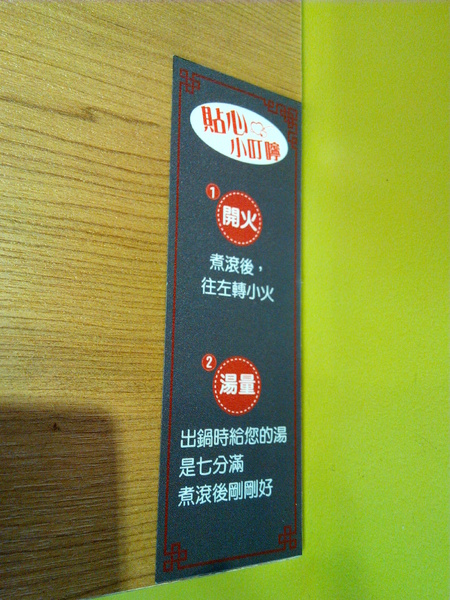 貼心
小叮嚀
1
開火
煮滾後，
往左轉小火
2
湯量
出鍋時給您的湯
是七分滿
煮滾後剛剛好